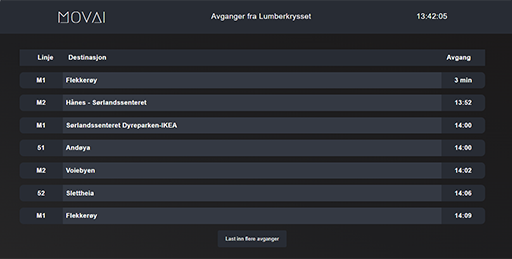 MOVAI
Avganger fra Lumberkrysset
13:42:05
Linje Destinasjon Avgang
M1 Flekkerøy 3 min
M2 Hånes - Sørlandssenteret 13:52
M1 Sørlandssenteret Dyreparken-IKEA 14:00
51 Andøya 14:00
M2 Voiebyen 14:02
52 Slettheia 14:06
M1 Flekkerøy 14:09
Last inn flere avganger